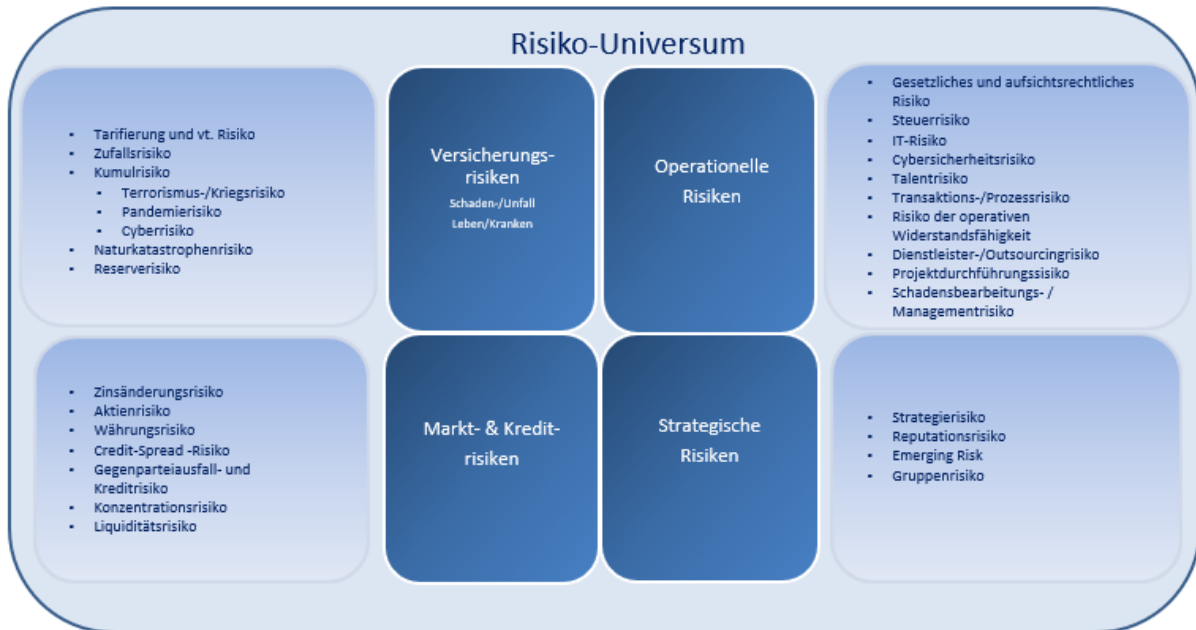 Risiko-Universum
▪ Tarifierung und vt. Risiko
▪ Zufallsrisiko
▪ Kumulrisiko
▪ Terrorismus-/Kriegsrisiko
▪ Pandemierisiko
▪ Cyberrisiko
▪ Naturkatastrophenrisiko
▪ Reserverisiko
Versicherungs-
risiken
Schaden-/Unfall
Leben/Kranken
Operationelle
Risiken
▪ Gesetzliches und aufsichtsrechtliches
Risiko
▪ Steuerrisiko
▪ IT-Risiko
▪ Cybersicherheitsrisiko
▪ Talentrisiko
▪ Transaktions-/Prozessrisiko
▪ Risiko der operativen
Widerstandsfähigkeit
▪ Dienstleister-/Outsourcingrisiko
▪ Projektdurchführungssisiko
▪ Schadensbearbeitungs- /
Managementrisiko
▪ Zinsänderungsrisiko
▪ Aktienrisiko
▪ Währungsrisiko
▪ Credit-Spread -Risiko
▪ Gegenparteiausfall- und
Kreditrisiko
▪ Konzentrationsrisiko
▪ Liquiditätsrisiko
Markt- & Kredit-
risiken
Strategische
Risiken
▪ Strategierisiko
▪ Reputationsrisiko
▪ Emerging Risk
▪ Gruppenrisiko